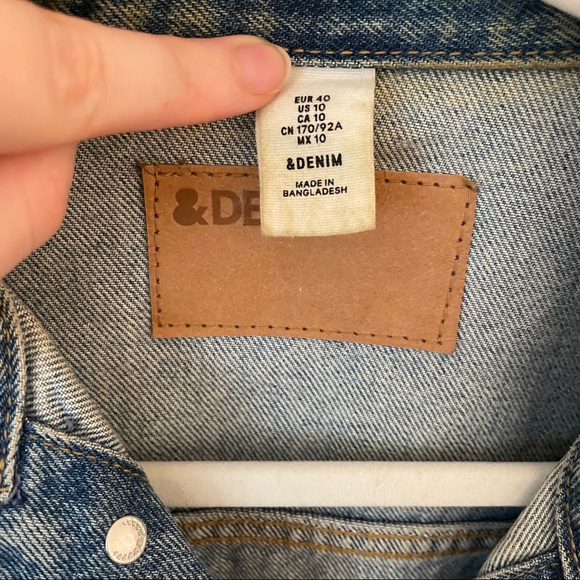 EUR 40
US 10
CA 10
CN 170/92A
MX 10
&DENIM
MADE IN
BANGLADESH
&DE